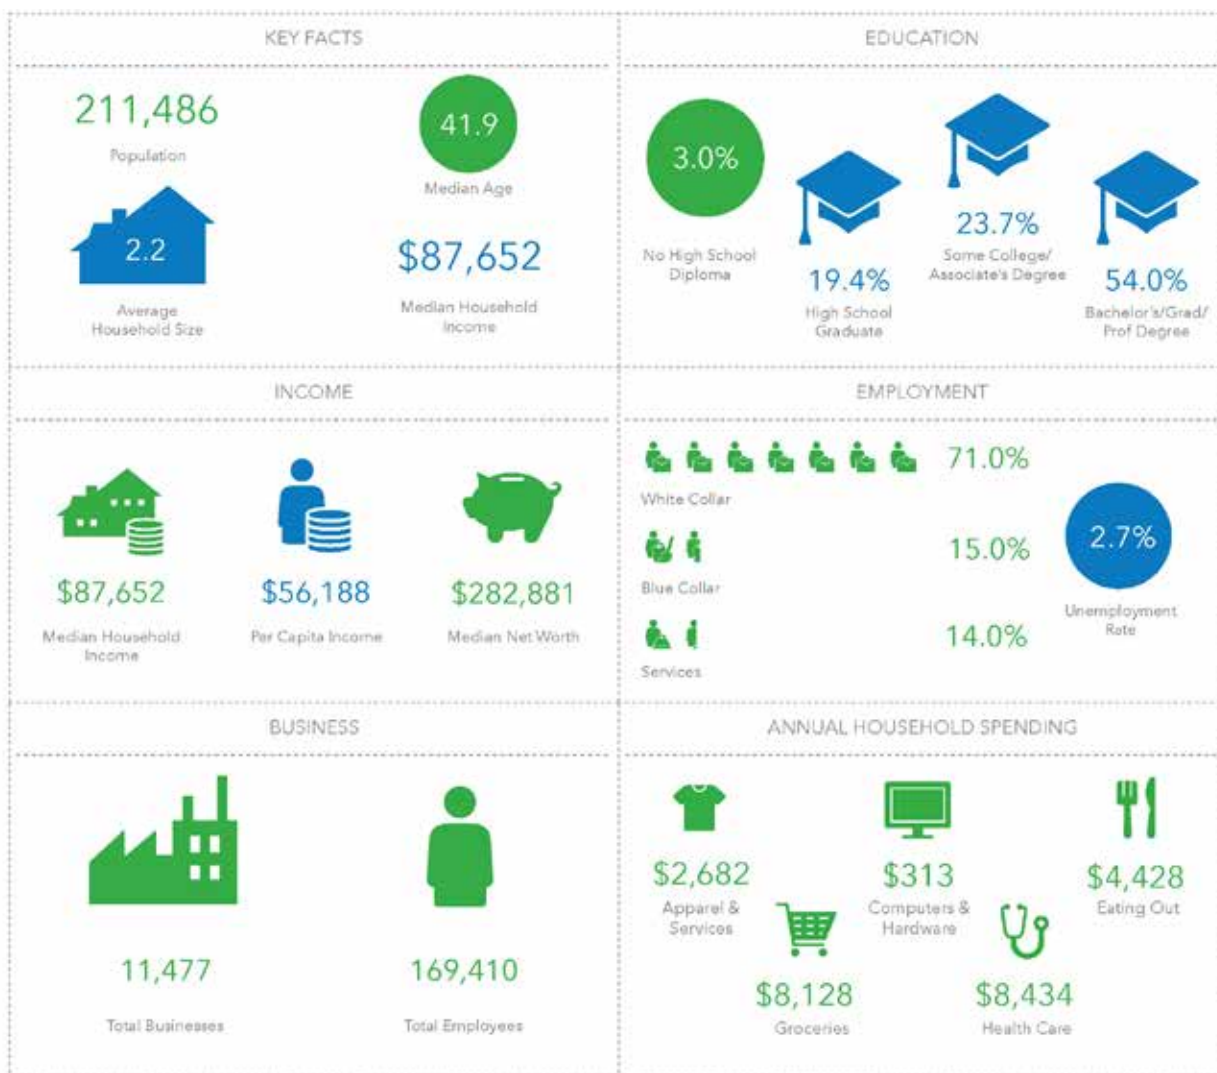 KEY FACTS
211,486
Population
41.9
Median Age
2.2
Average
Household Size
$87,652
Median Household
Income
EDUCATION
3.0%
No High School
Diploma
19.4%
High School
Graduate
23.7%
Some College/
Associate's Degree
54.0%
Bachelor's/Grad/
Prof Degree
INCOME
$87,652
Median Household
Income
$56,188
Per Capita Income
$282,881
Median Net Worth
EMPLOYMENT
71.0%
White Collar
15.0%
Blue Collar
14.0%
Services
2.7%
Unemployment
Rate
BUSINESS
11,477
Total Businesses
169,410
Total Employees
ANNUAL HOUSEHOLD SPENDING
$2,682
Apparel &
Services
$313
Computers &
Hardware
$4,428
Eating Out
$8,128
Groceries
$8,434
Health Care